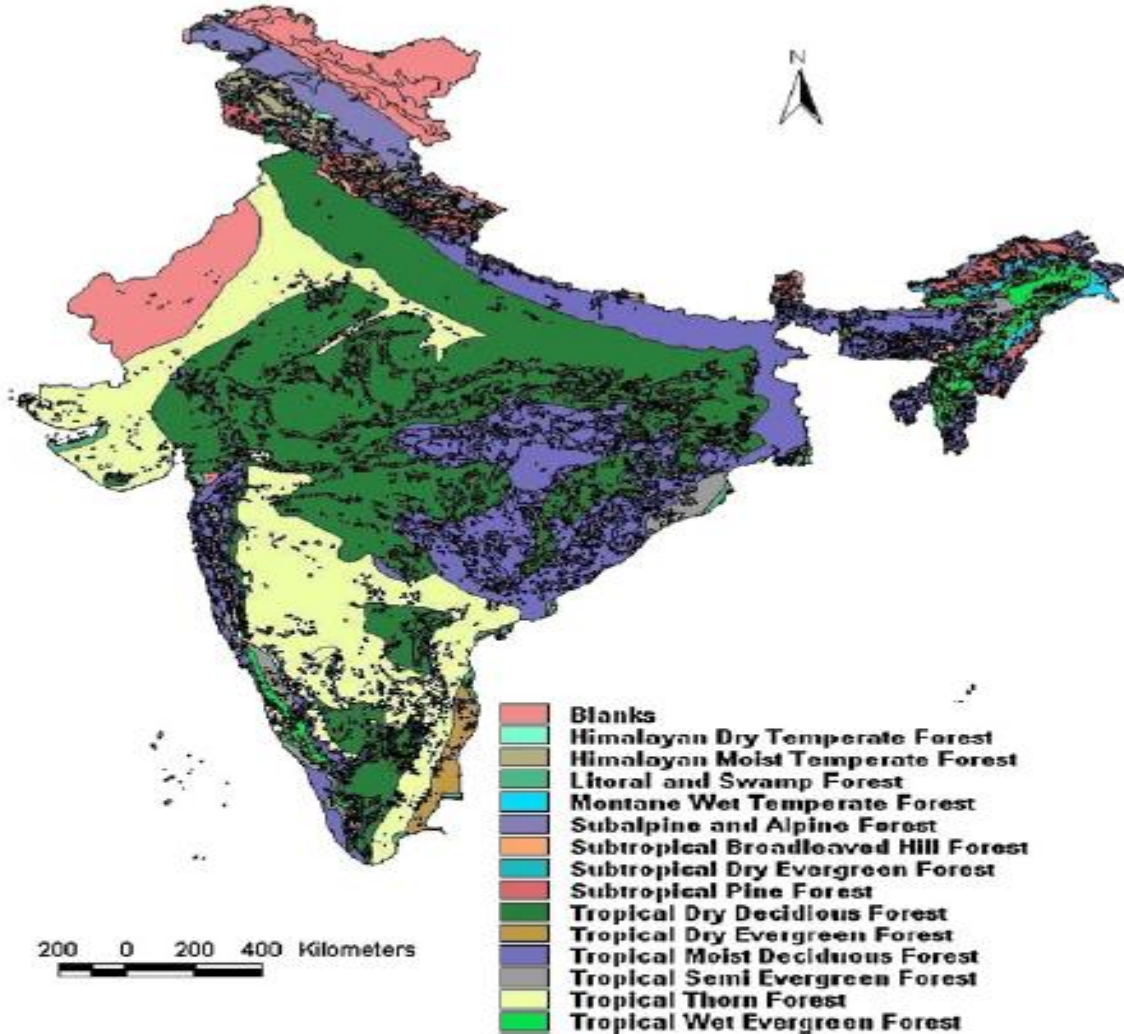 N
Blanks
Himalayan Dry Temperate Forest
Himalayan Moist Temperate Forest
Litoral and Swamp Forest
Montane Wet Temperate Forest
Subalpine and Alpine Forest
Subtropical Broadleaved Hill Forest
Subtropical Dry Evergreen Forest
Subtropical Pine Forest
Tropical Dry Decidious Forest
Tropical Dry Evergreen Forest
Tropical Moist Deciduous Forest
Tropical Semi Evergreen Forest
Tropical Thorn Forest
Tropical Wet Evergreen Forest
200 0 200 400 Kilometers